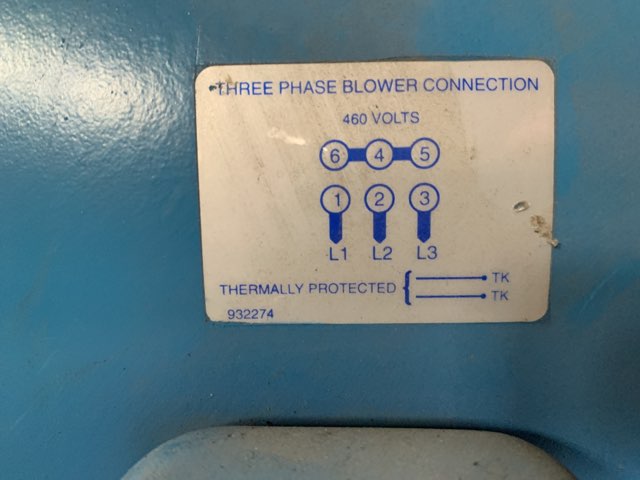 THREE PHASE BLOWER CONNECTION
460 VOLTS
6 4 5
1 2 3
L1 L2 L3
THERMALLY PROTECTED
TK
TK
932274